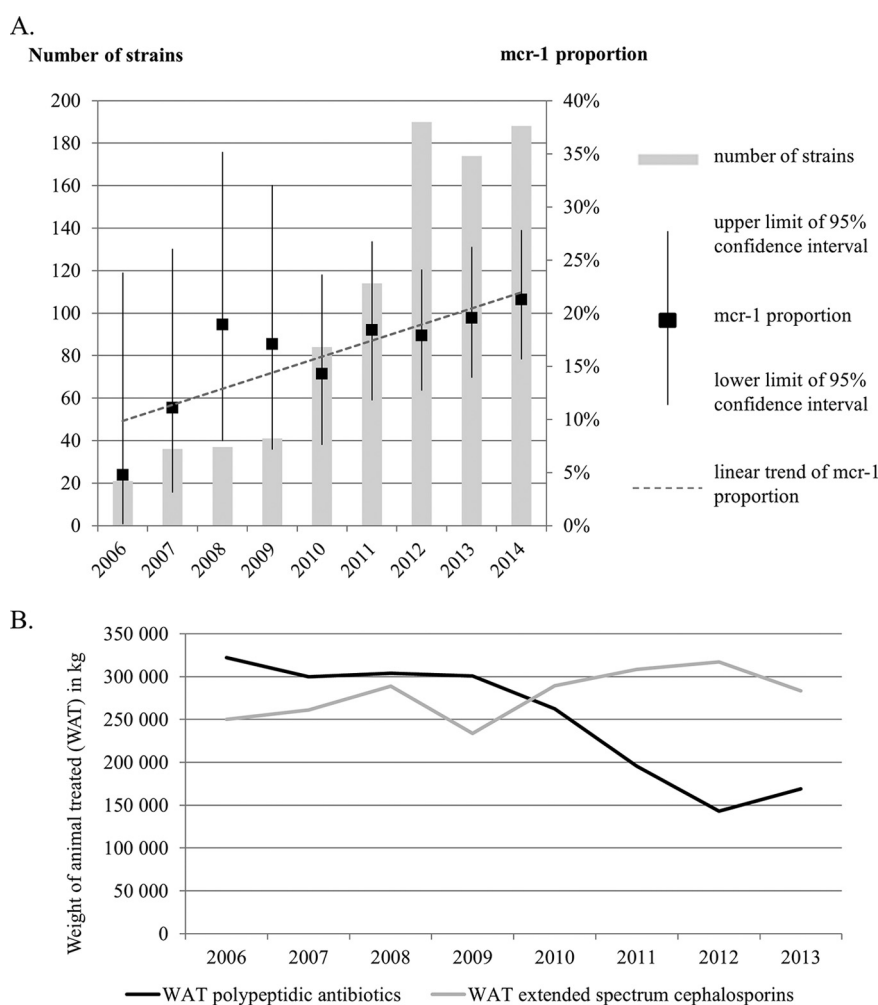 A.
Number of strains
mcr-1 proportion
200
180
160
140
120
100
80
60
40
20
0
40%
35%
30%
25%
20%
15%
10%
5%
0%
2006
2007
2008
2009
2010
2011
2012
2013
2014
number of strains
upper limit of 95%
confidence interval
mcr-1 proportion
lower limit of 95%
confidence interval
linear trend of mcr-1
proportion
B.
Weight of animal treated (WAT) in kg
350 000
300 000
250 000
200 000
150 000
100 000
50 000
0
2006 2007 2008 2009 2010 2011 2012 2013
WAT polypeptidic antibiotics WAT extended spectrum cephalosporins